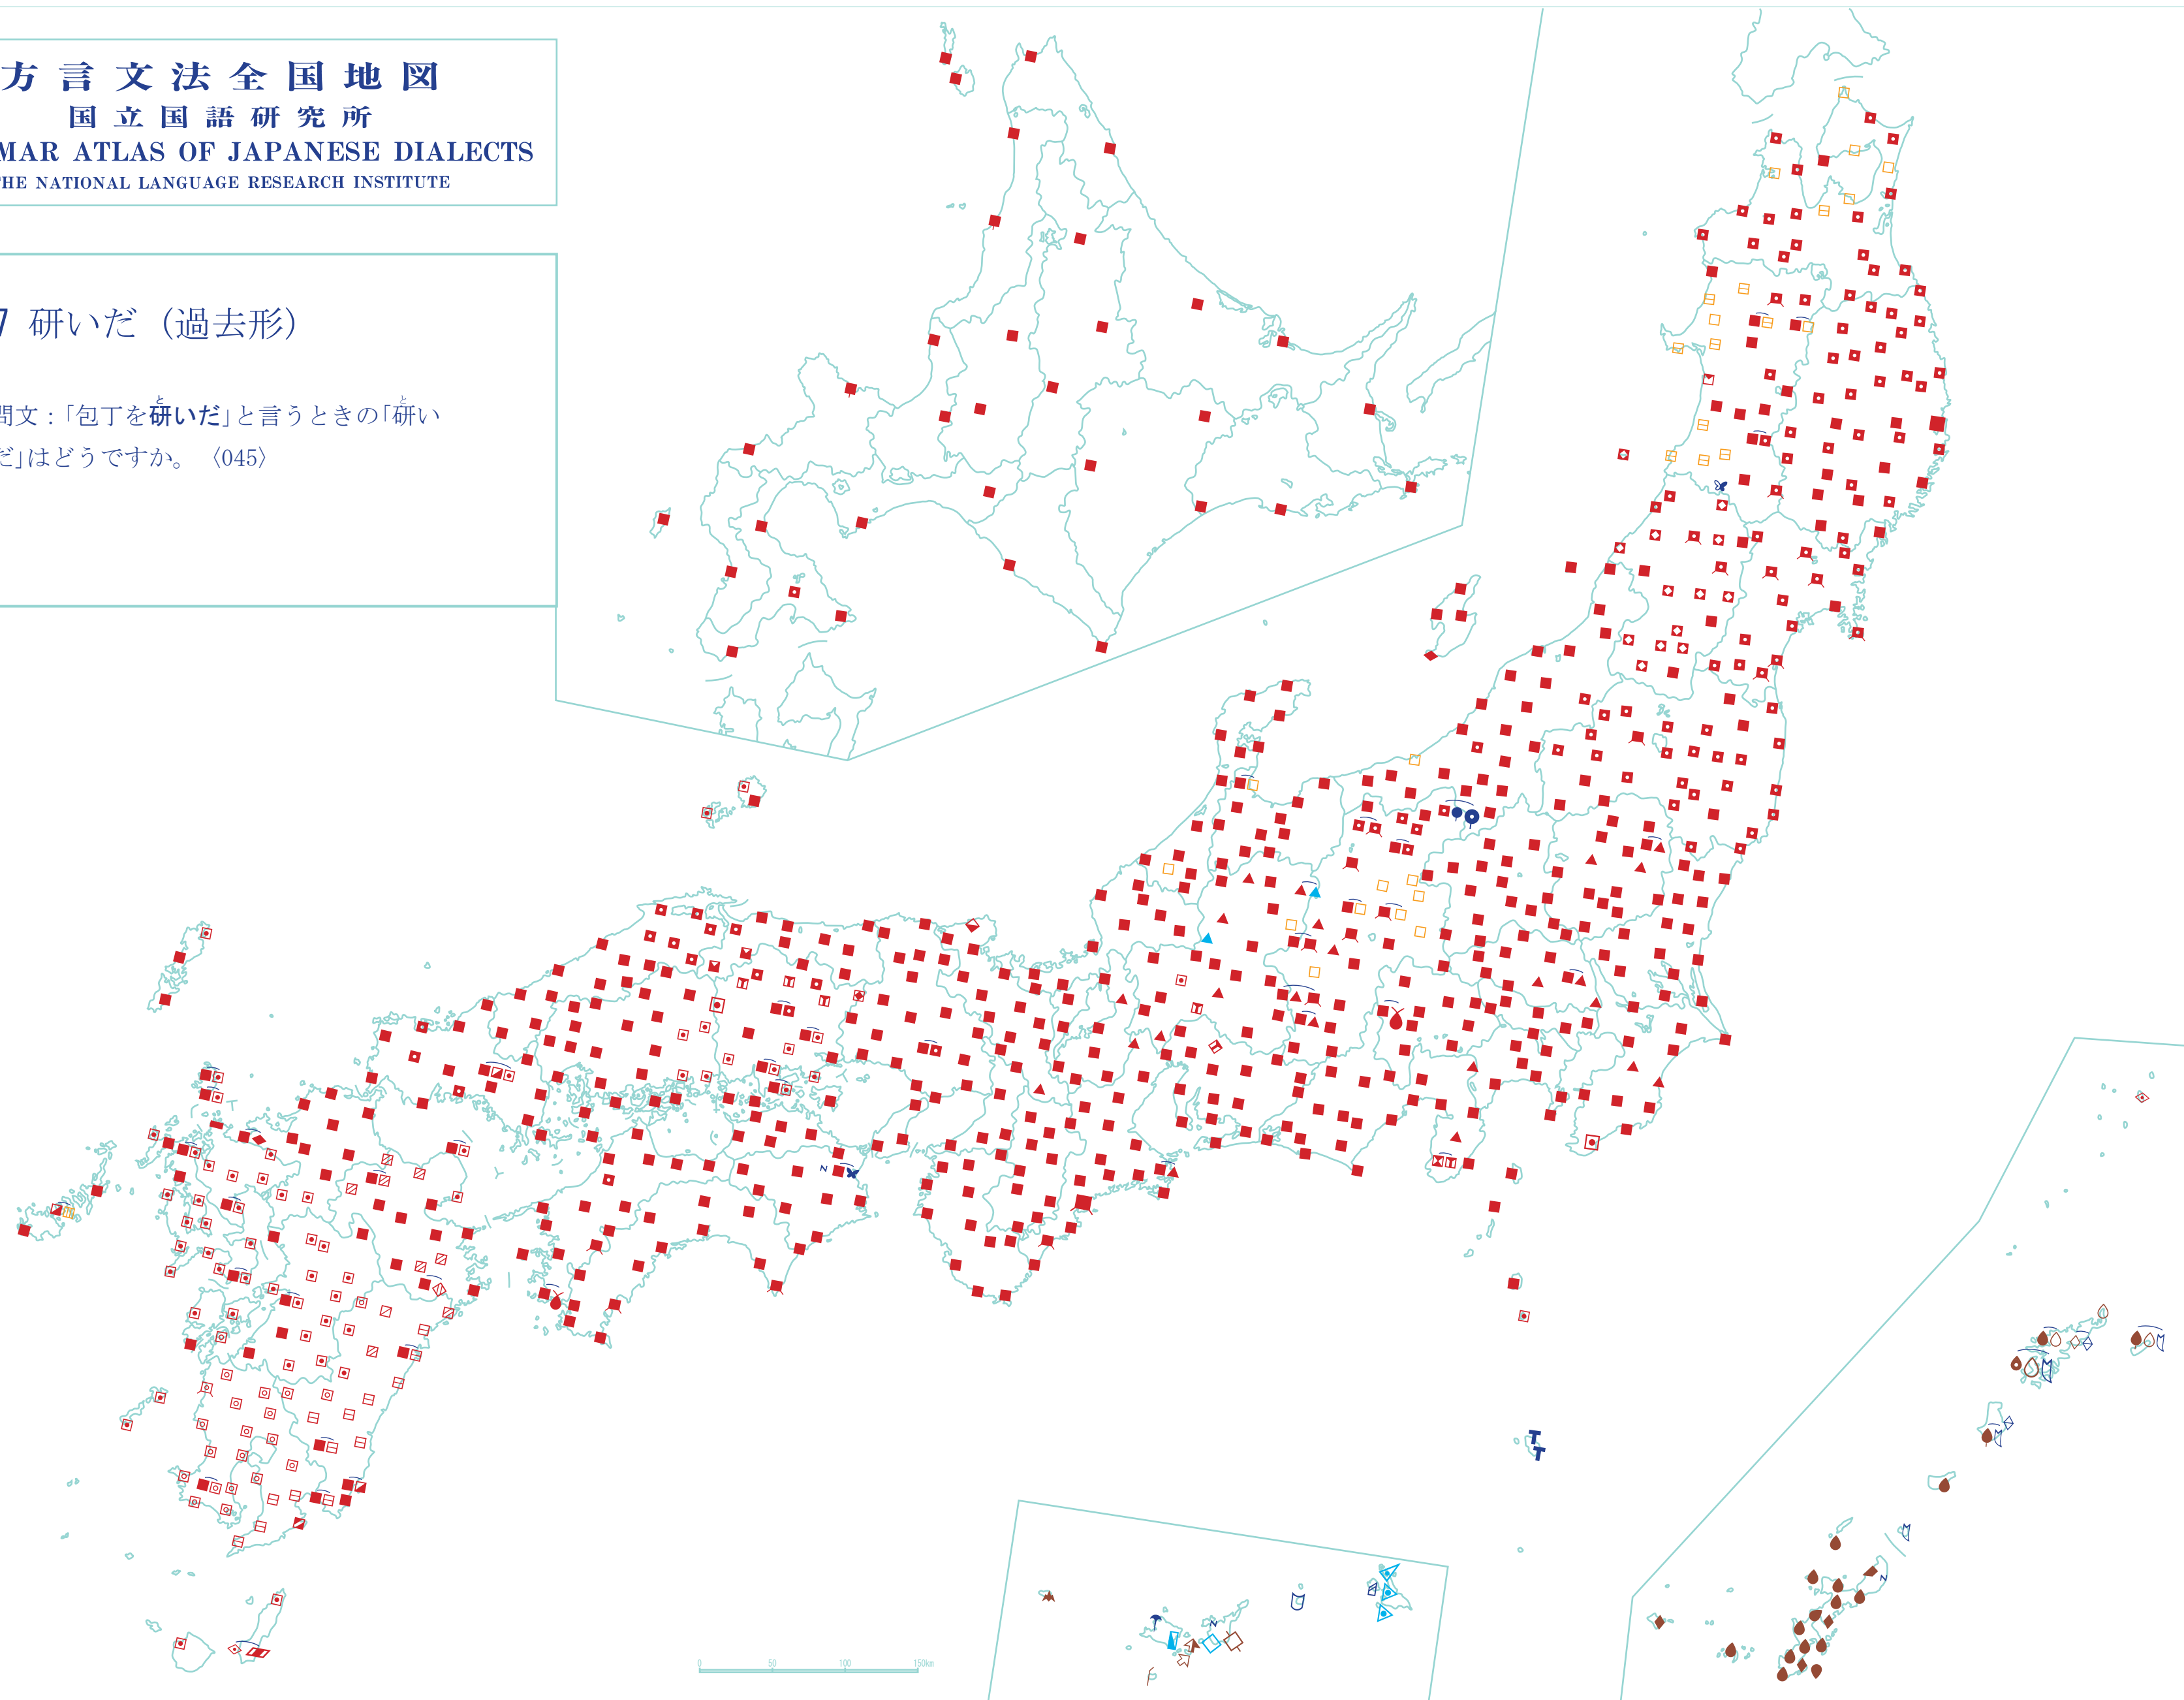 方言文法全国地図
国立国語研究所
MAR ATLAS OF JAPANESE DIALECTS
HE NATIONAL LANGUAGE RESEARCH INSTITUTE
7 研いだ（過去形）
と と
問文：「包丁を研いだ」と言うときの「研い
だ」はどうですか。〈045〉
N
N
T
T
N
N
0 50 100 150km